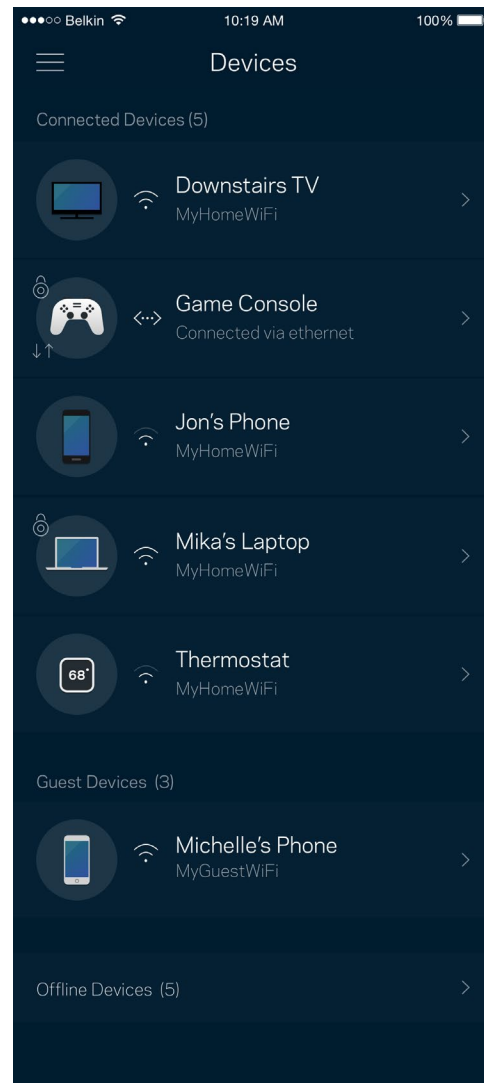 Belkin 10:19 AM 100%
Devices
Connected Devices (5)
Downstairs TV
MyHomeWiFi
Game Console
Connected via ethernet
Jon's Phone
MyHomeWiFi
Mika's Laptop
MyHomeWiFi
68°
Thermostat
MyHomeWiFi
Guest Devices (3)
Michelle's Phone
MyGuestWiFi
Offline Devices (5)